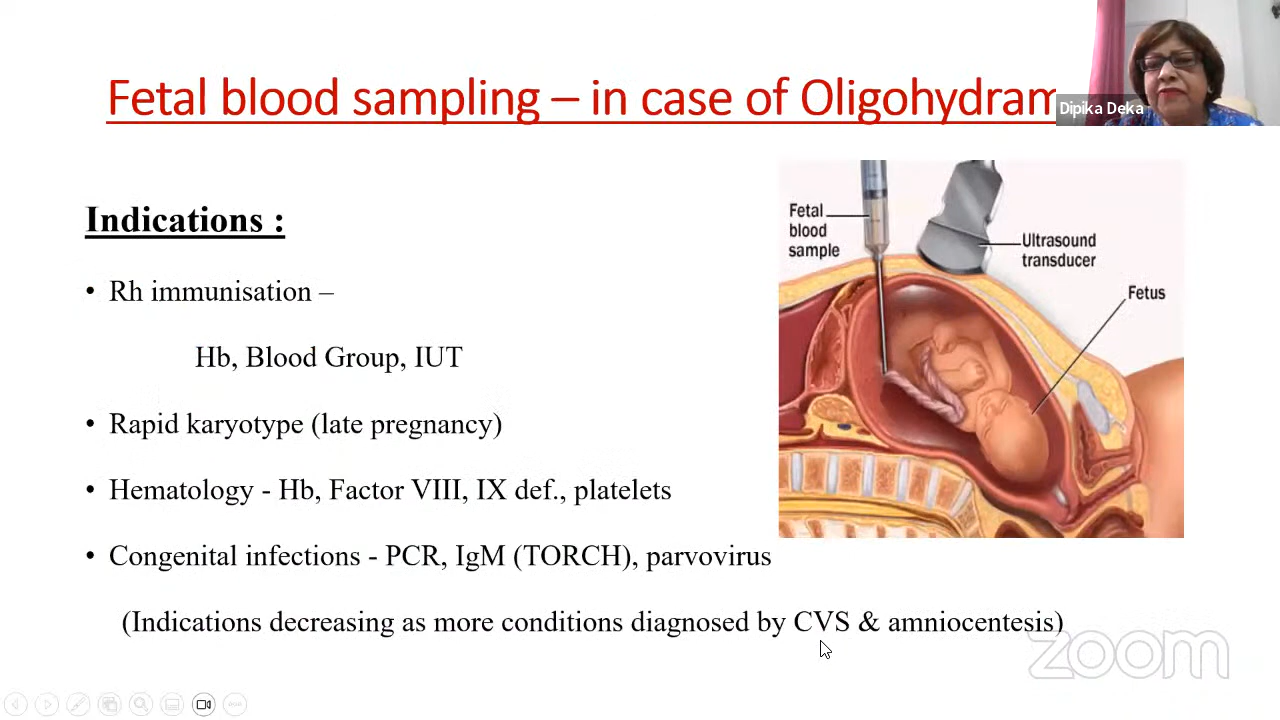 Fetal blood sampling – in case of Oligohydram
Dipika Deka
Indications :
• Rh immunisation –
Hb, Blood Group, IUT
• Rapid karyotype (late pregnancy)
• Hematology - Hb, Factor VIII, IX def., platelets
• Congenital infections - PCR, IgM (TORCH), parvovirus
(Indications decreasing as more conditions diagnosed by CVS & amniocentesis)
Fetal
blood
sample
Ultrasound
transducer
Fetus
zoom